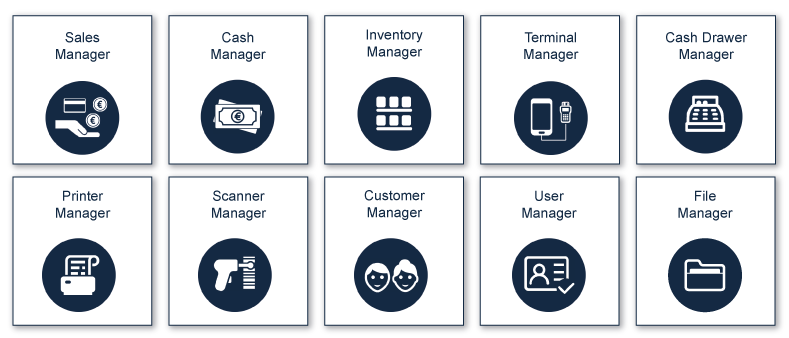 Sales
Manager
Cash
Manager
Inventory
Manager
Terminal
Manager
Cash Drawer
Manager
Printer
Manager
Scanner
Manager
Customer
Manager
User
Manager
File
Manager